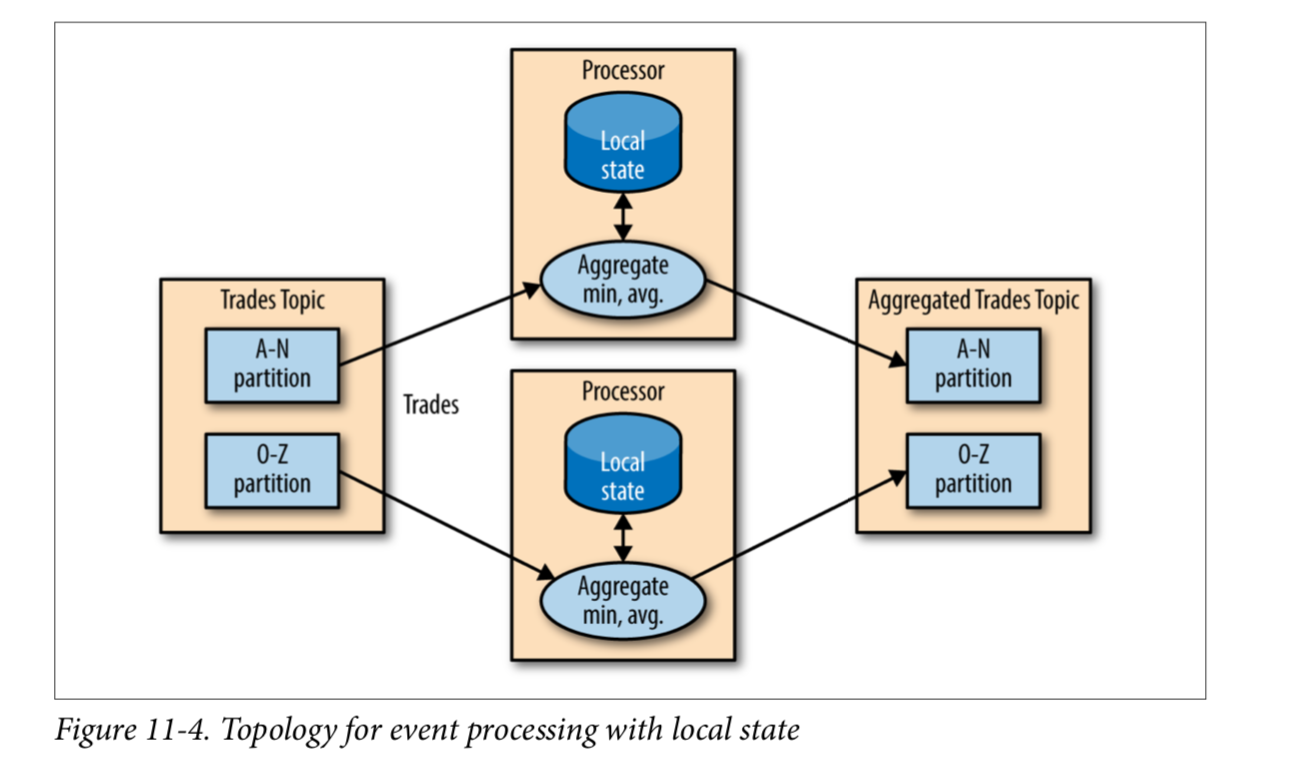 Processor
Local
state
Aggregate
min, avg.
Trades Topic
A-N
partition
O-Z
partition
Trades
Processor
Local
state
Aggregate
min, avg.
Aggregated Trades Topic
A-N
partition
O-Z
partition
Figure 11-4. Topology for event processing with local state